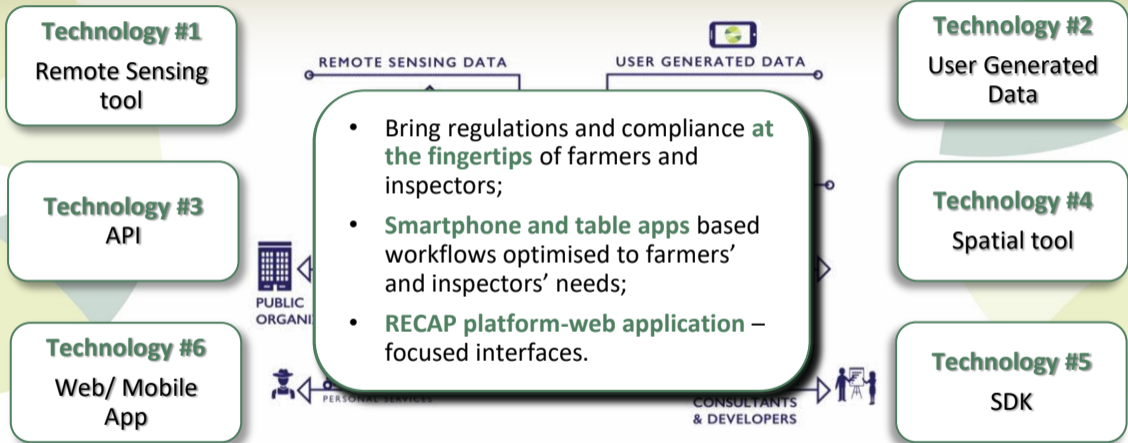 Technology #1
Remote Sensing
tool
REMOTE SENSING DATA
USER GENERATED DATA
Technology #2
User Generated
Data
• Bring regulations and compliance at
the fingertips of farmers and
inspectors;
• Smartphone and table apps based
workflows optimised to farmers’
and inspectors’ needs;
• RECAP platform-web application –
focused interfaces.
Technology #3
API
Technology #4
Spatial tool
PUBLIC
Technology #6
Web/ Mobile
App
PERSONAL SERVICES
CONSULTANTS
& DEVELOPERS
Technology #5
SDK